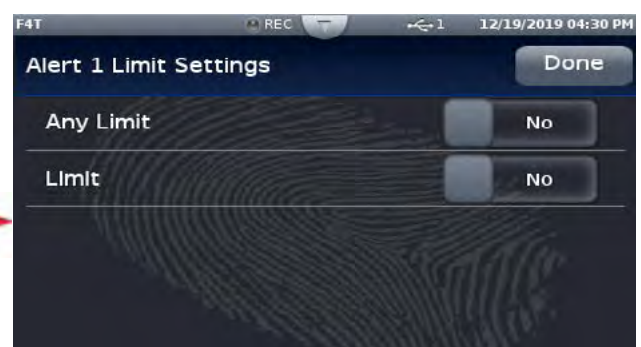 F4T REC 1 12/19/2019 04:30 PM
Alert 1 Limit Settings Done
Any Limit No
Limit No